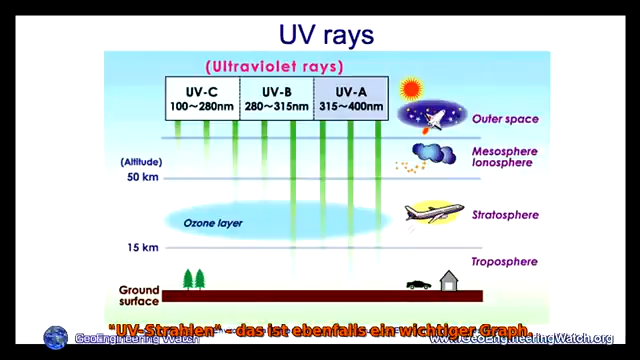 UV rays
(Ultraviolet rays)
UV-C
100~280nm
UV-B
280~315nm
UV-A
315~400nm
Outer space
(Altitude)
Mesosphere
Ionosphere
50 km
Ozone layer
Stratosphere
15 km
Troposphere
Ground
surface
"UV-Strahlen" - das ist ebenfalls ein wichtiger Graph,
GeoEngineering Watch
www.GeoEngineeringWatch.org